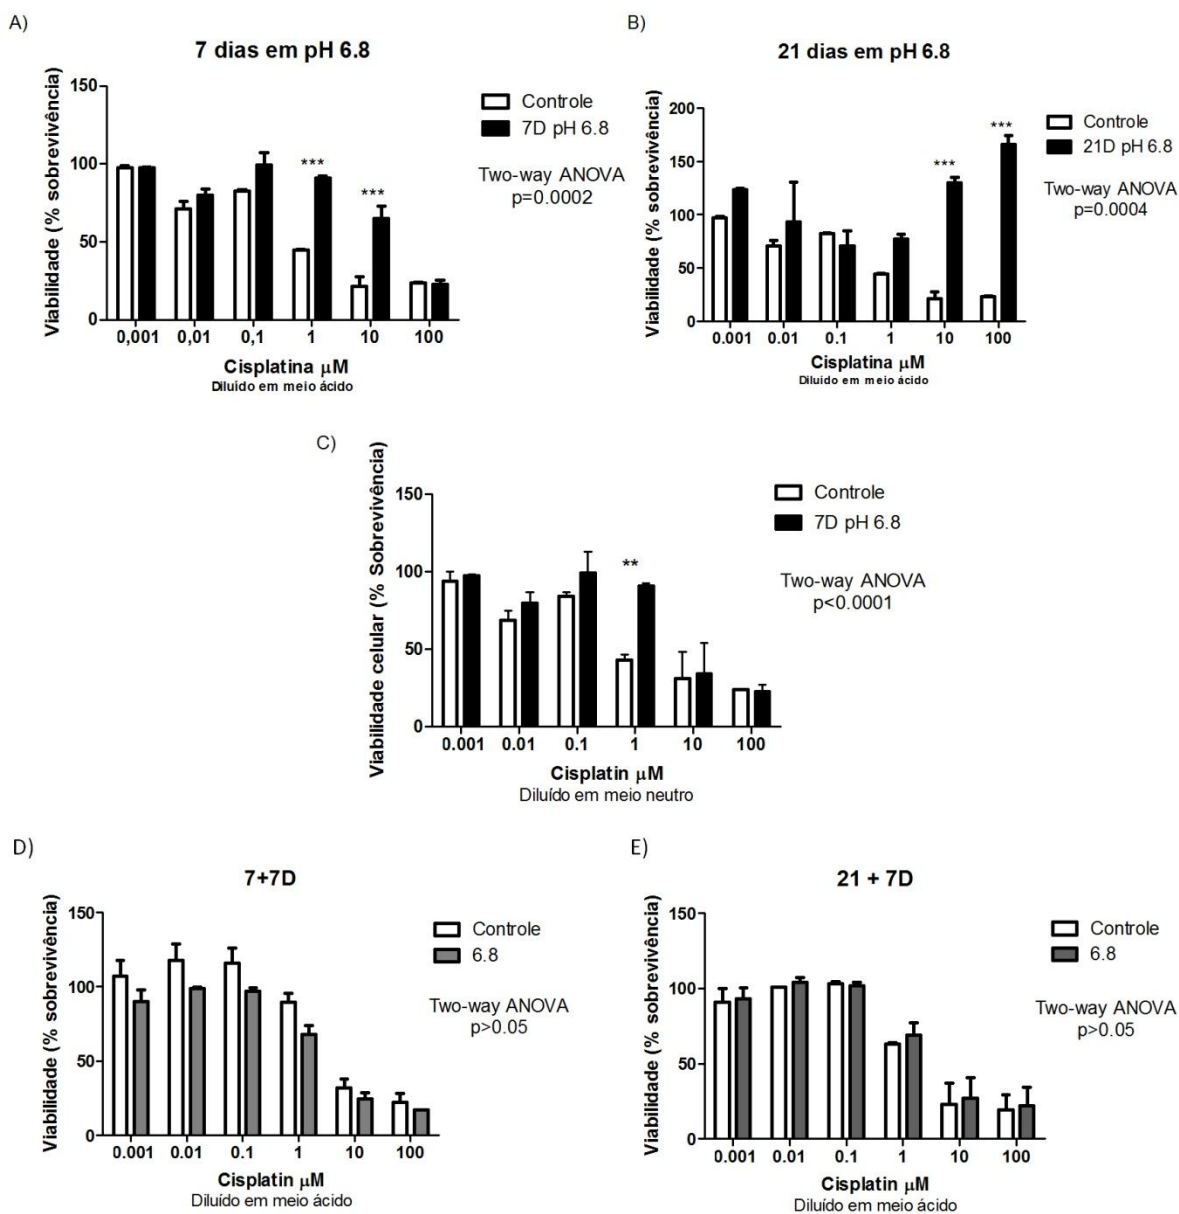 A)
7 dias em pH 6.8
Viabilidade (% sobrevivência)
150
100
50
0
0,001 0,01 0,1 1 10 100
*** ***
Cisplatina μM
Diluído em meio ácido
Controle
7D pH 6.8
Two-way ANOVA
p=0.0002
B)
21 dias em pH 6.8
Viabilidade (% sobrevivência)
200
150
100
50
0
0.001 0.01 0.1 1 10 100
*** ***
Cisplatina μM
Diluído em meio ácido
Controle
21D pH 6.8
Two-way ANOVA
p=0.0004
C)
Viabilidade celular (% Sobrevivência)
150
100
50
0
0.001 0.01 0.1 1 10 100
**
Cisplatin μM
Diluído em meio neutro
Controle
7D pH 6.8
Two-way ANOVA
p<0.0001
D)
7+7D
Viabilidade (% sobrevivência)
150
100
50
0
0.001 0.01 0.1 1 10 100
Cisplatin μM
Diluído em meio ácido
Controle
6.8
Two-way ANOVA
p>0.05
E)
21 + 7D
Viabilidade (% sobrevivência)
150
100
50
0
0.001 0.01 0.1 1 10 100
Cisplatin μM
Diluído em meio ácido
Controle
6.8
Two-way ANOVA
p>0.05